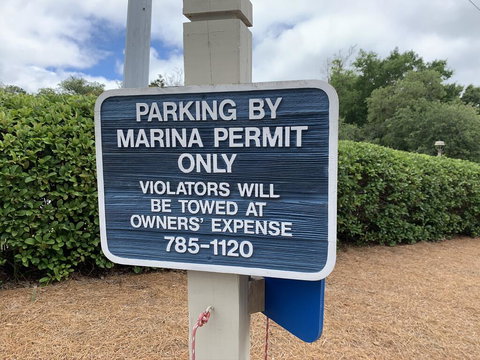 PARKING BY
MARINA PERMIT
ONLY
VIOLATORS WILL
BE TOWED AT
OWNERS' EXPENSE
785-1120